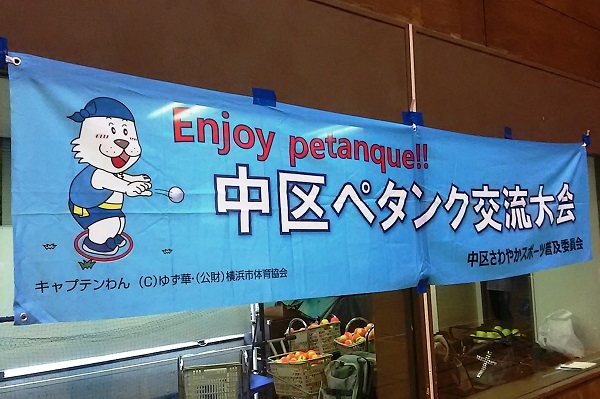 Enjoy petanque!!
中区ペタンク交流大会
中区さわやかスポーツ普及委員会
キャプテンわん (C)ゆず華・(公財)横浜市体育協会